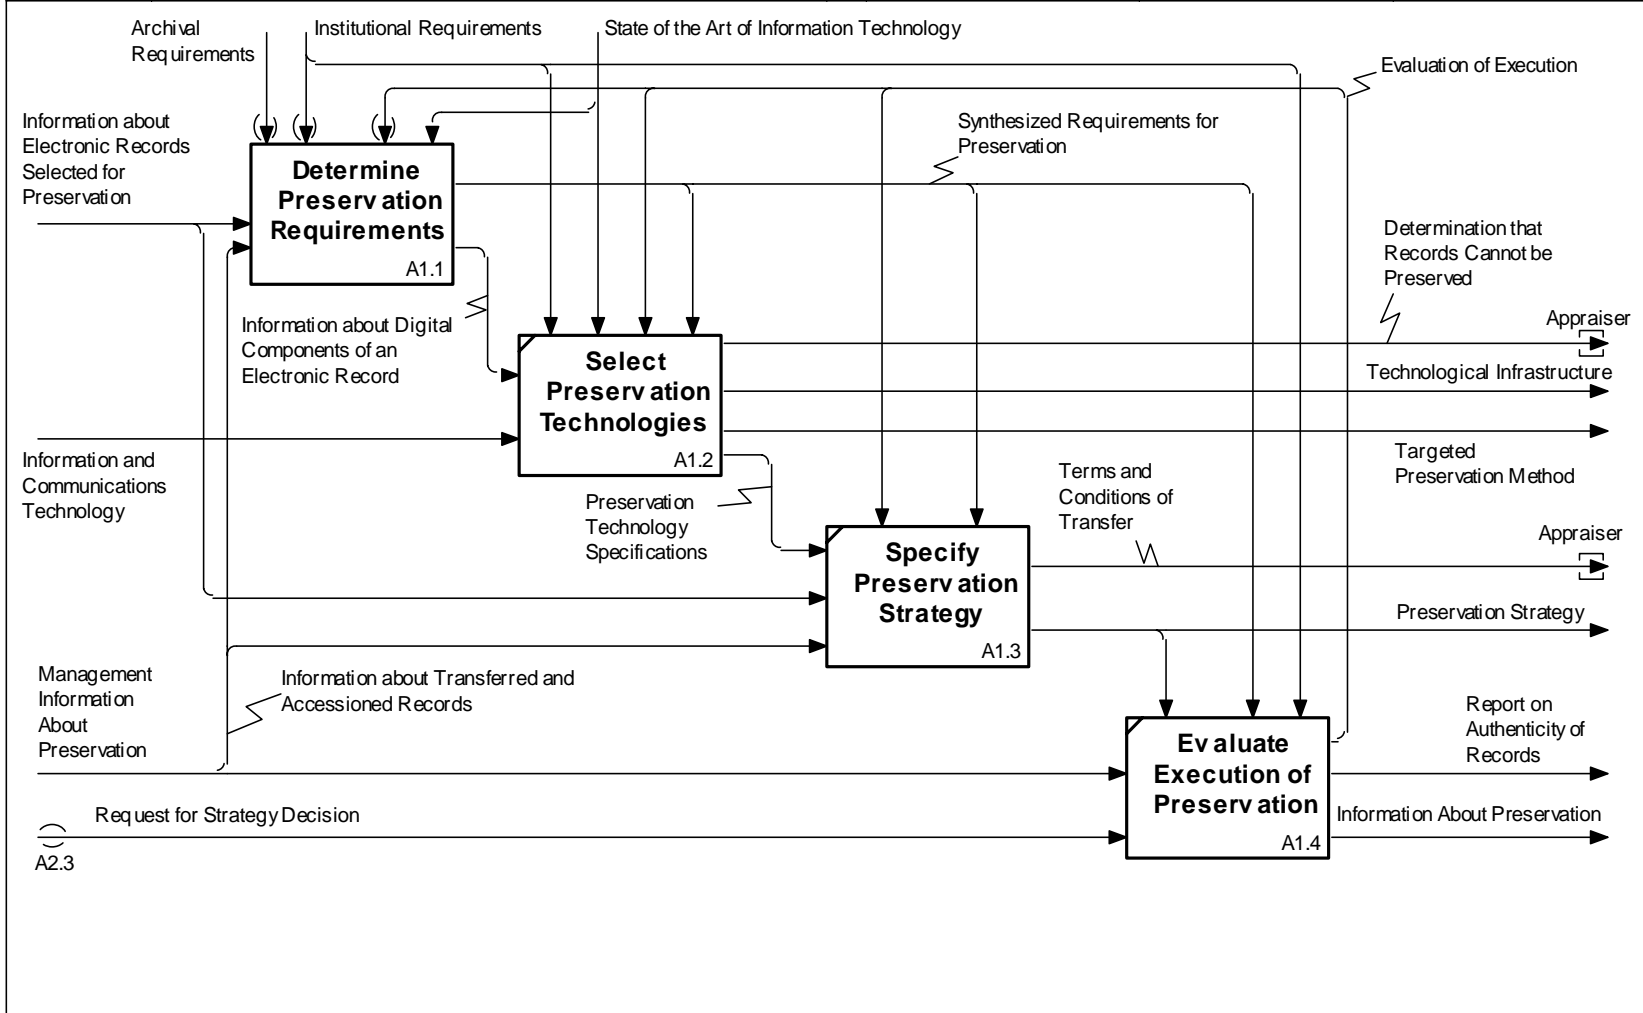 Archival
Requirements
Institutional Requirements
State of the Art of Information Technology
Evaluation of Execution
Information about
Electronic Records
Selected for
Preservation
Synthesized Requirements for
Preservation
Determine
Preservation
Requirements
A1.1
Determination that
Records Cannot be
Preserved
Information about Digital
Components of an
Electronic Record
Appraiser
Select
Preservation
Technologies
A1.2
Technological Infrastructure
Targeted
Preservation Method
Information and
Communications
Technology
Preservation
Technology
Specifications
Terms and
Conditions of
Transfer
Appraiser
Specify
Preservation
Strategy
A1.3
Preservation Strategy
Management
Information
About
Preservation
Information about Transferred and
Accessioned Records
Report on
Authenticity of
Records
Evaluate
Execution of
Preservation
A1.4
Request for Strategy Decision
A2.3
Information About Preservation